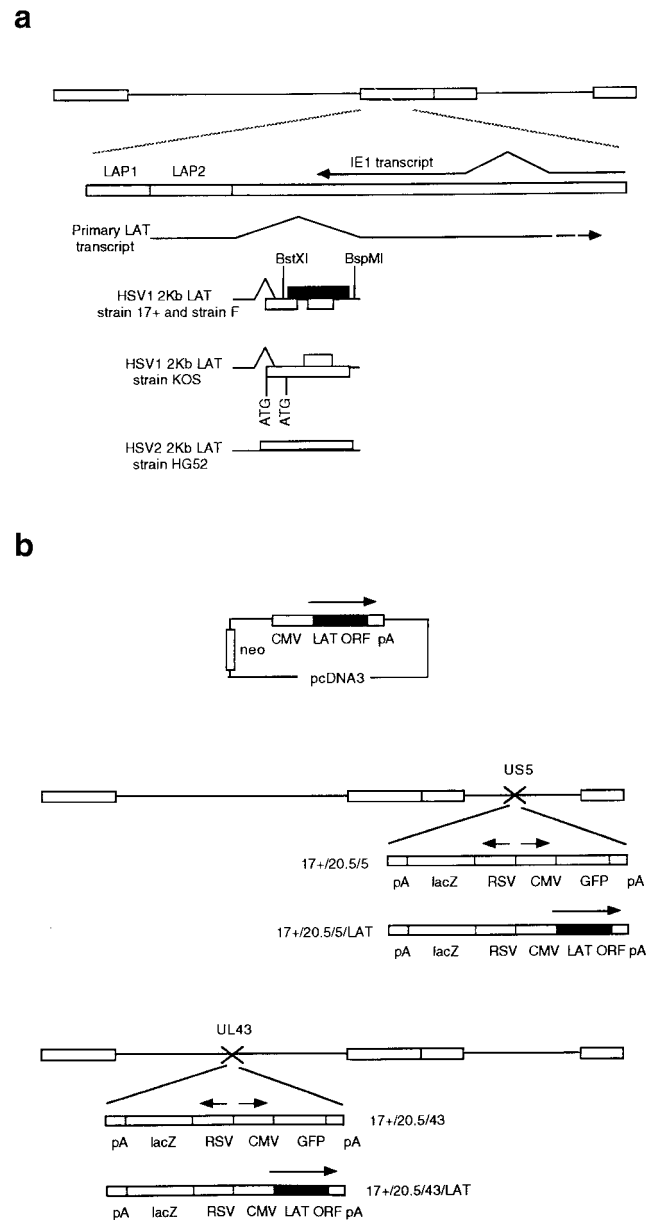 a
IE1 transcript
LAP1 LAP2
Primary LAT
transcript
BstXI BspMI
HSV1 2Kb LAT
strain 17+ and strain F
HSV1 2Kb LAT
strain KOS
ATG ATG
HSV2 2Kb LAT
strain HG52
b
CMV LAT ORF pA
neo
pcDNA3
US5
17+/20.5/5
pA lacZ RSV CMV GFP pA
17+/20.5/5/LAT
pA lacZ RSV CMV LAT ORF pA
UL43
17+/20.5/43
pA lacZ RSV CMV GFP pA
17+/20.5/43/LAT
pA lacZ RSV CMV LAT ORF pA